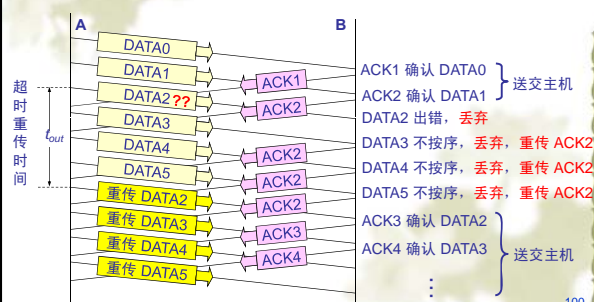 A
B
DATA0
DATA1
DATA2 ??
DATA3
DATA4
DATA5
重传 DATA2
重传 DATA3
重传 DATA4
重传 DATA5
超时重传时间
tout
ACK1
ACK2
ACK2
ACK2
ACK2
ACK3
ACK4
ACK1 确认 DATA0
ACK2 确认 DATA1
送交主机
DATA2 出错，丢弃
DATA3 不按序，丢弃，重传 ACK2
DATA4 不按序，丢弃，重传 ACK2
DATA5 不按序，丢弃，重传 ACK2
ACK3 确认 DATA2
ACK4 确认 DATA3
送交主机
⋮